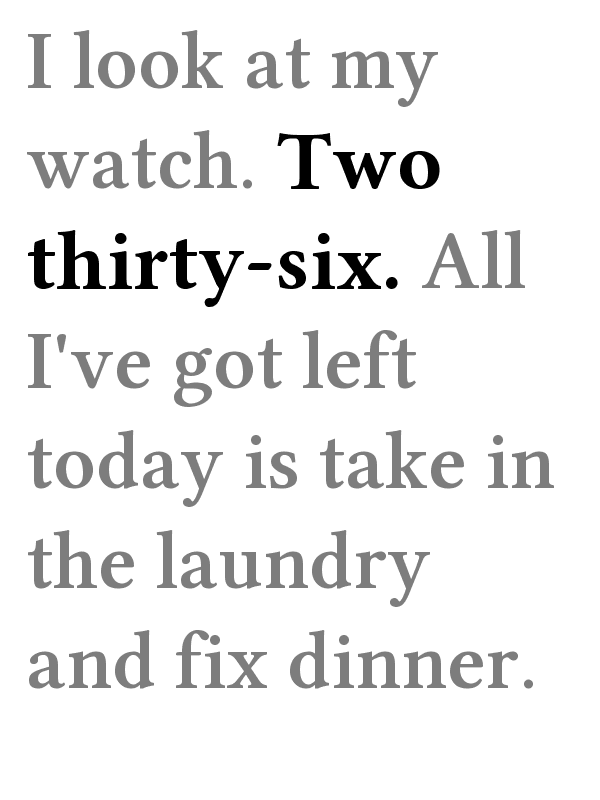 I look at my
watch. Two
thirty-six. All
I've got left
today is take in
the laundry
and fix dinner.